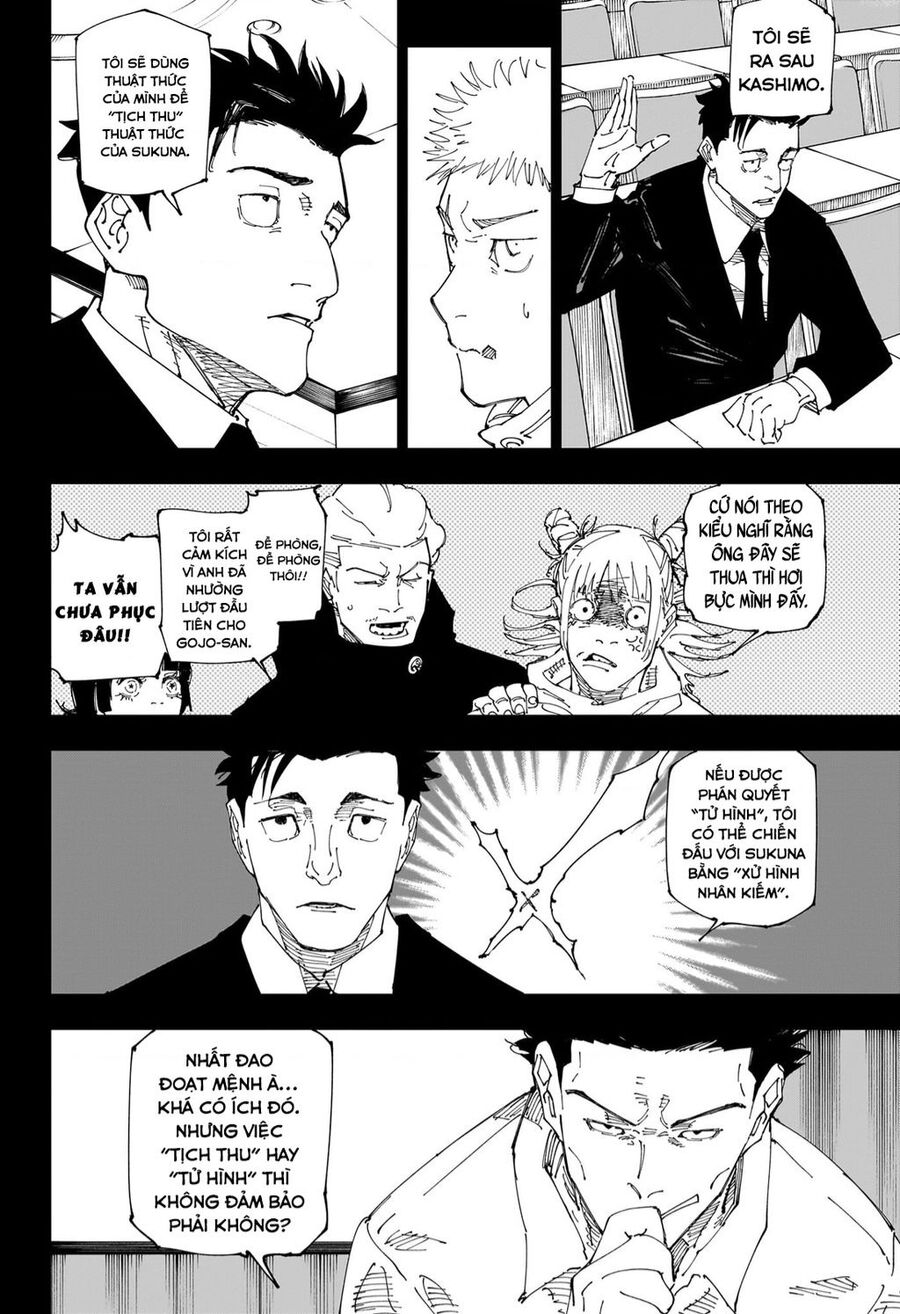 TÔI SẼ
RA SAU
KASHIMO.
TÔI SẼ DÙNG
THUẬT THỨC
CỦA MÌNH ĐỂ
“TỊCH THU”
THUẬT THỨC
CỦA SUKUNA.
CỨ NÓI THEO
KIỂU NGHĨ RẰNG
ÔNG ĐẤY SẼ
THUA THÌ HƠI
BỰC MÌNH ĐẤY.
ĐỀ PHÒNG,
ĐỀ PHÒNG
THÔI!!
TÔI RẤT
CẢM KÍCH
VÌ ANH ĐÃ
NHƯỜNG
LƯỢT ĐẦU
TIÊN CHO
GOJO-SAN.
TA VẪN
CHƯA PHỤC
ĐÂU!!
NẾU ĐƯỢC
PHÁN QUYẾT
“TỬ HÌNH”, TÔI
CÓ THỂ CHIẾN
ĐẤU VỚI SUKUNA
BẰNG “XỬ HÌNH
NHÂN KIẾM”.
NHẤT ĐAO
ĐOẠT MỆNH À...
KHÁ CÓ ÍCH ĐÓ.
NHƯNG VIỆC
“TỊCH THU” HAY
“TỬ HÌNH” THÌ
KHÔNG ĐẢM BẢO
PHẢI KHÔNG?